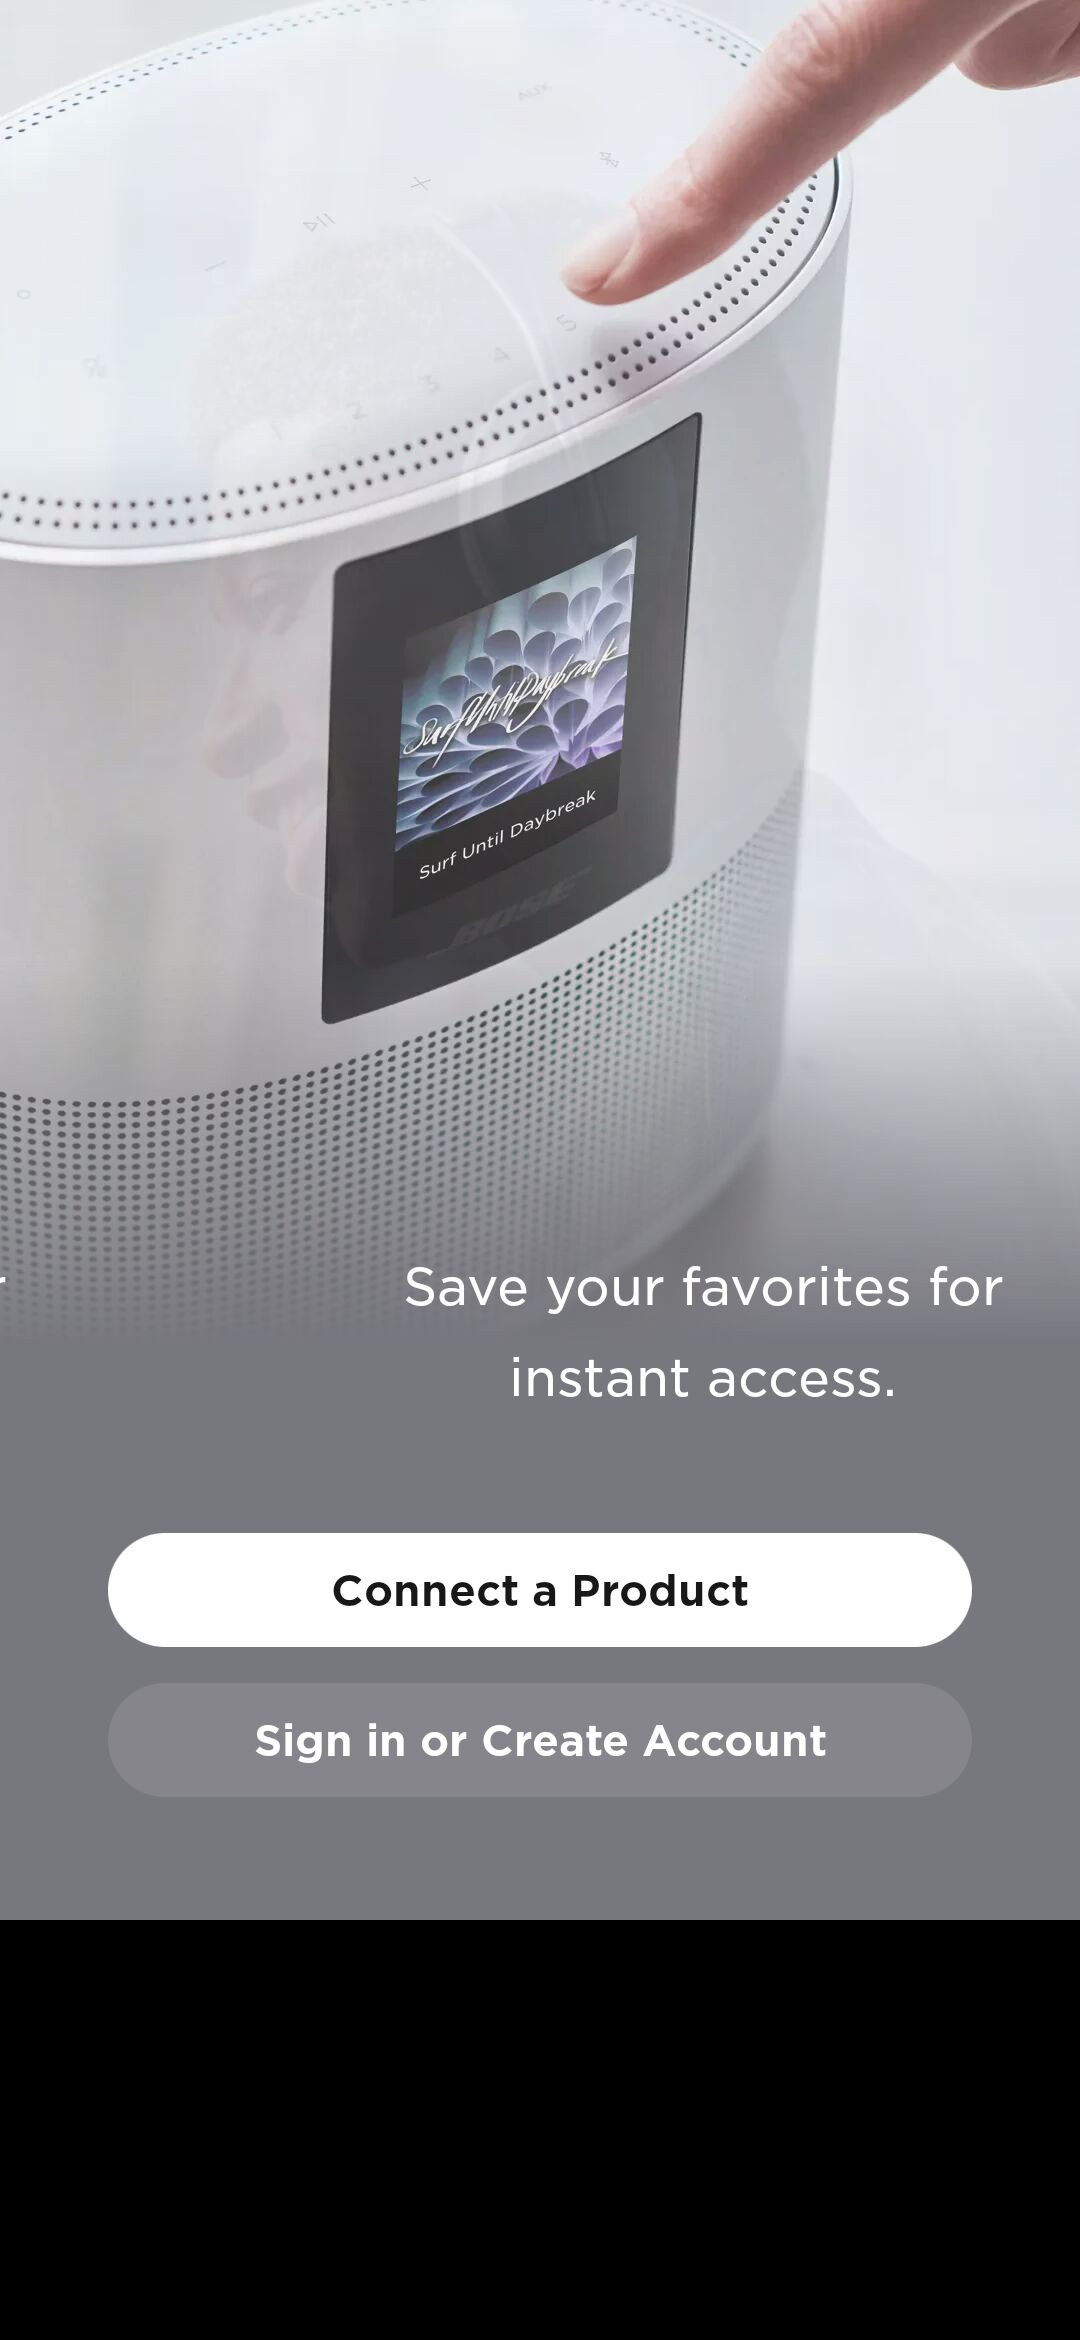 AUX
1 2 3 4 5
Surf Until Daybreak
Surf Until Daybreak
BOSE
r
Save your favorites for
instant access.
Connect a Product
Sign in or Create Account